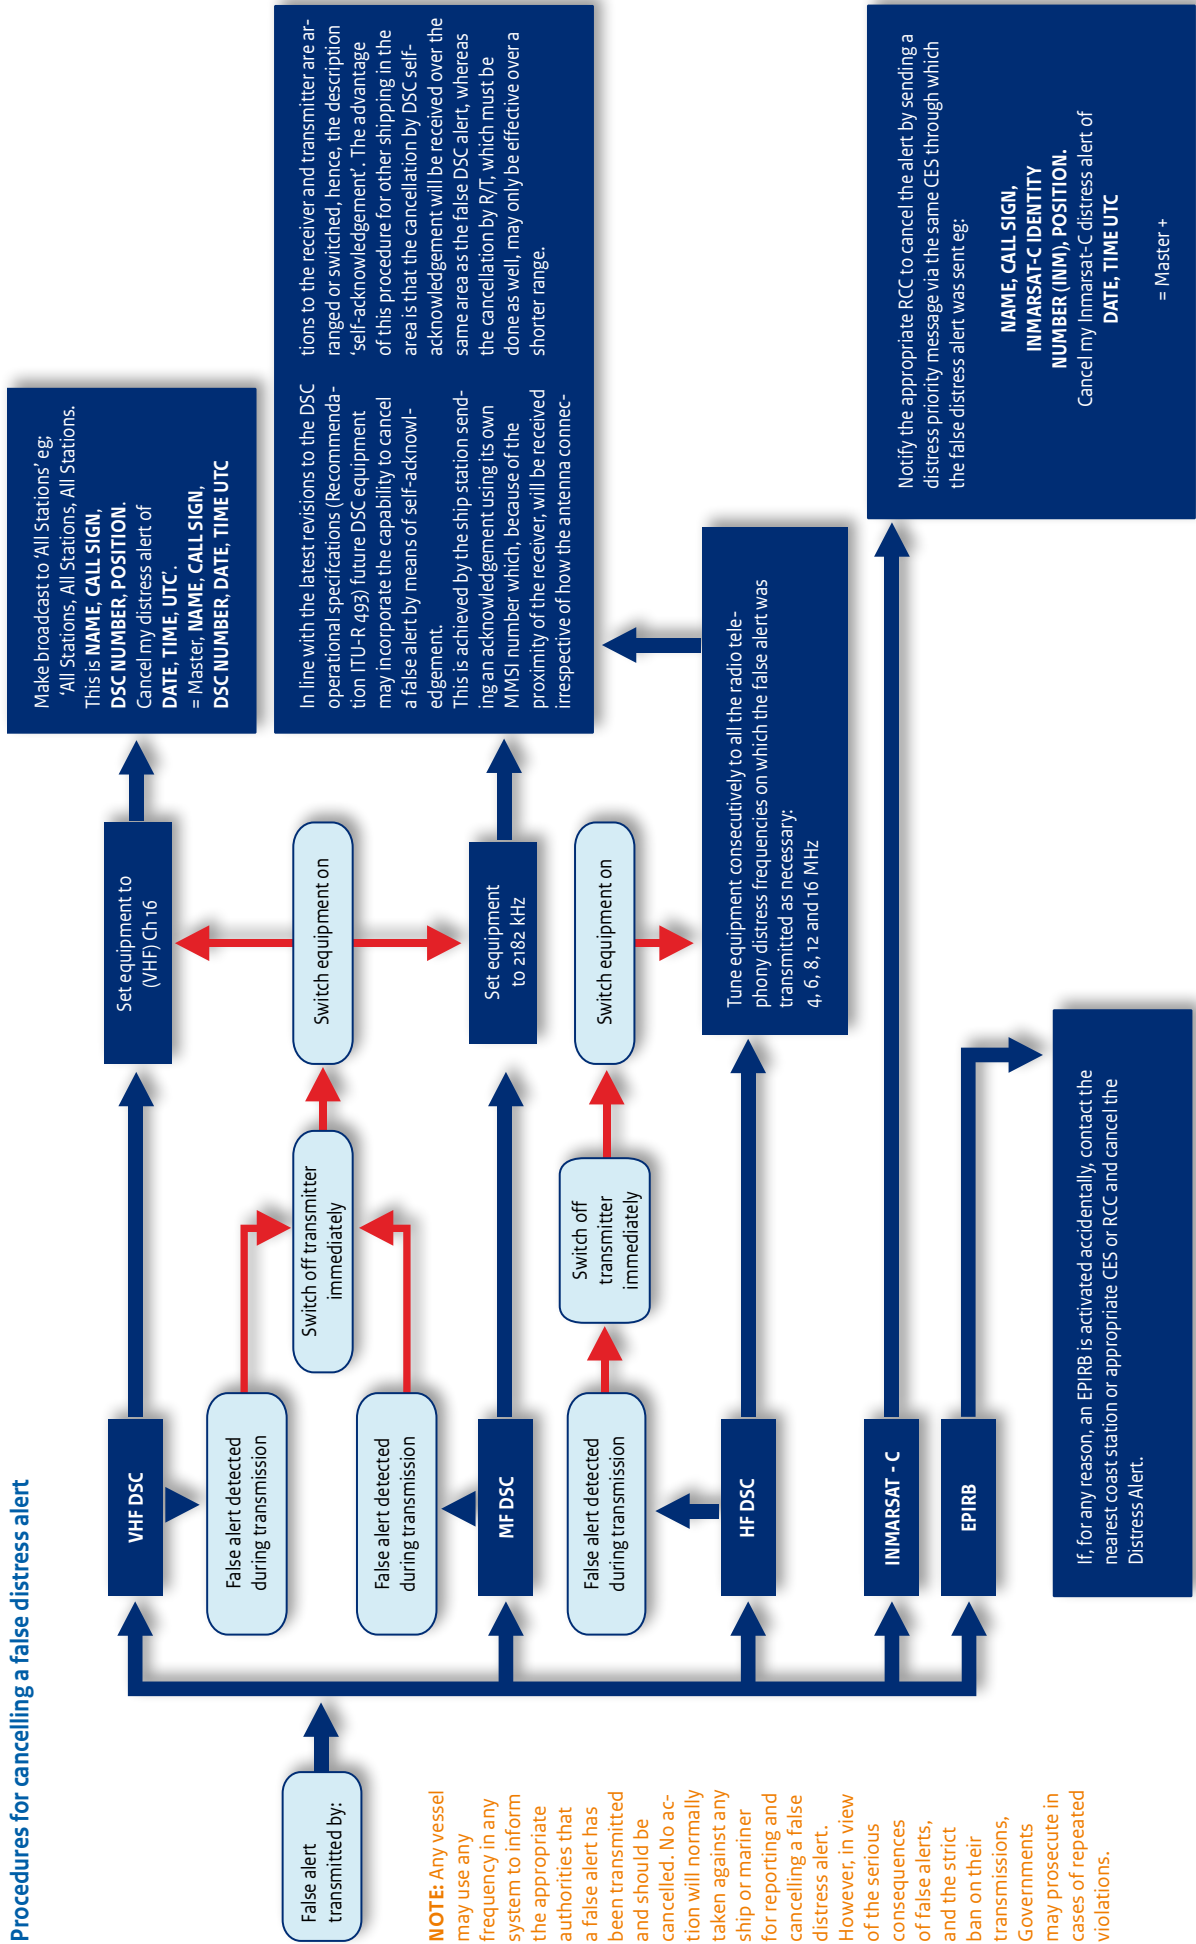 Procedures for cancelling a false distress alert
False alert
transmitted by:
NOTE: Any vessel
may use any
frequency in any
system to inform
the appropriate
authorities that
a false alert has
been transmitted
and should be
cancelled. No ac-
tion will normally
taken against any
ship or mariner
for reporting and
cancelling a false
distress alert.
However, in view
of the serious
consequences
of false alerts,
and the strict
ban on their
transmissions,
Governments
may prosecute in
cases of repeated
violations.
VHF DSC
False alert detected
during transmission
False alert detected
during transmission
MF DSC
False alert detected
during transmission
HF DSC
INMARSAT - C
EPIRB
Switch off transmitter
immediately
Switch off
transmitter
immediately
Set equipment to
(VHF) Ch 16
Switch equipment on
Set equipment
to 2182 kHz
Switch equipment on
Tune equipment consecutively to all the radio tele-
phony distress frequencies on which the false alert was
transmitted as necessary:
4, 6, 8, 12 and 16 MHz
If, for any reason, an EPIRB is activated accidentally, contact the
nearest coast station or appropriate CES or RCC and cancel the
Distress Alert.
Make broadcast to 'All Stations' eg;
'All Stations, All Stations, All Stations.
This is NAME, CALL SIGN,
DSC NUMBER, POSITION.
Cancel my distress alert of
DATE, TIME, UTC'.
= Master, NAME, CALL SIGN,
DSC NUMBER, DATE, TIME UTC
In line with the latest revisions to the DSC
operational specifcations (Recommenda-
tion ITU-R 493) future DSC equipment
may incorporate the capability to cancel
a false alert by means of self-acknowl-
edgement.
This is achieved by the ship station send-
ing an acknowledgement using its own
MMSI number which, because of the
proximity of the receiver, will be received
irrespective of how the antenna connec-
tions to the receiver and transmitter are ar-
ranged or switched, hence, the description
'self-acknowledgement'. The advantage
of this procedure for other shipping in the
area is that the cancellation by DSC self-
acknowledgement will be received over the
same area as the false DSC alert, whereas
the cancellation by R/T, which must be
done as well, may only be effective over a
shorter range.
Notify the appropriate RCC to cancel the alert by sending a
distress priority message via the same CES through which
the false distress alert was sent eg:
NAME, CALL SIGN,
INMARSAT-C IDENTITY
NUMBER (INM), POSITION.
Cancel my Inmarsat-C distress alert of
DATE, TIME UTC
= Master +